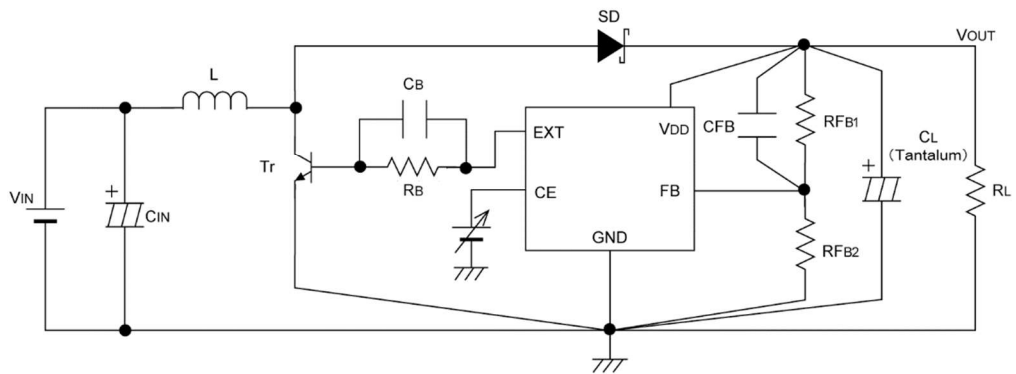 SD
VOUT
L
CB
EXT
VDD
CFB
RFB1
CL
(Tantalum)
Tr
RB
CE
FB
RL
VIN
+
CIN
+
GND
RFB2